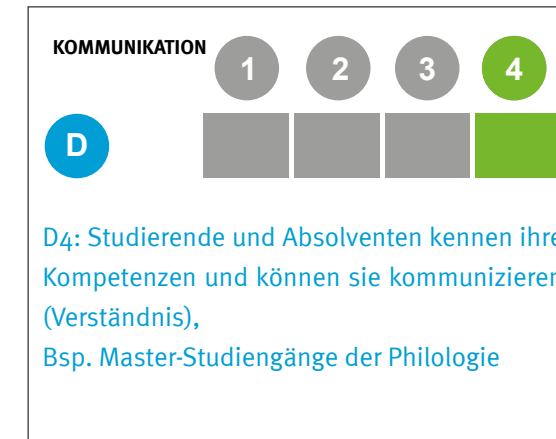 KOMMUNIKATION 1 2 3 4
D
D4: Studierende und Absolventen kennen ihre
Kompetenzen und können sie kommunizieren
(Verständnis),
Bsp. Master-Studiengänge der Philologie